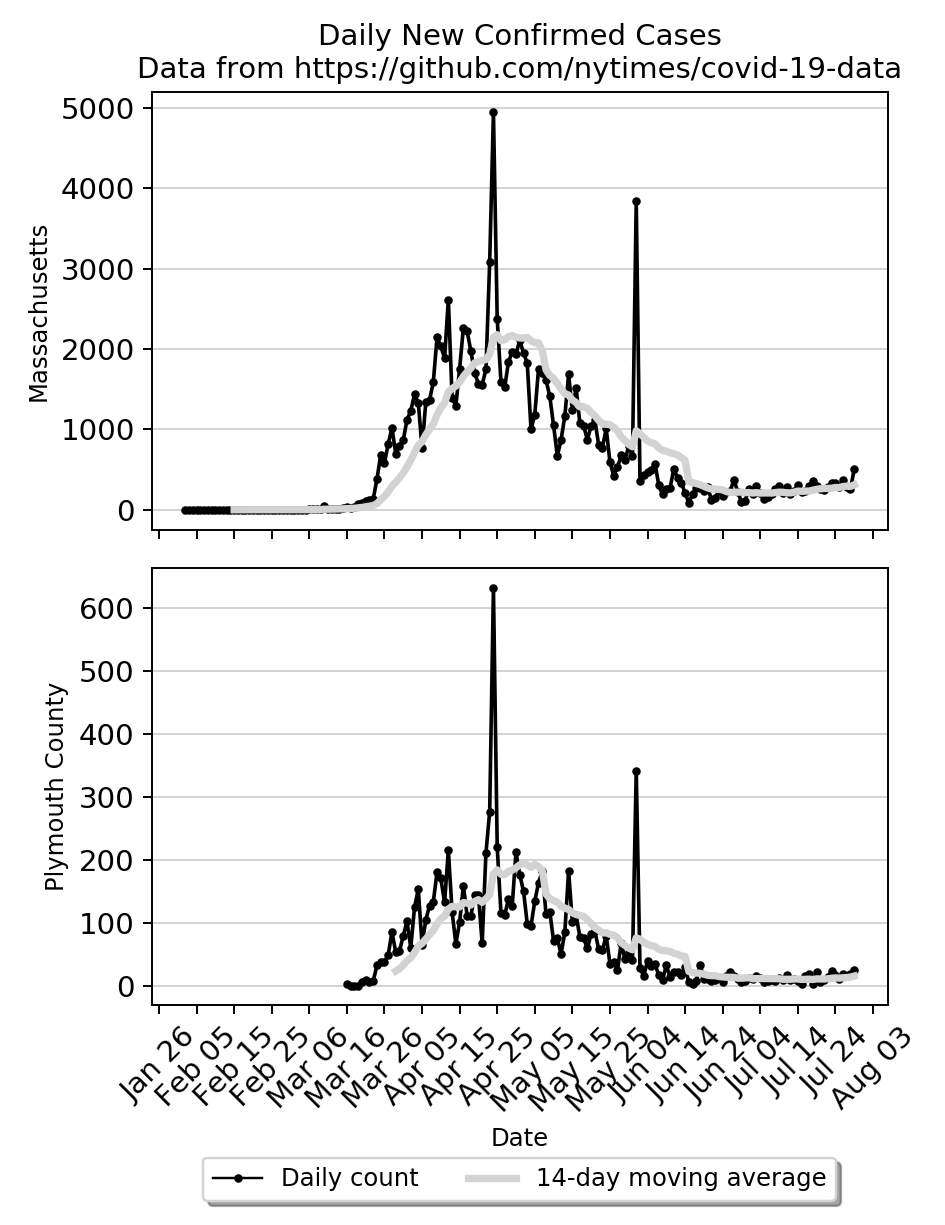 Daily New Confirmed Cases
Data from https://github.com/nytimes/covid-19-data
Massachusetts
5000
4000
3000
2000
1000
0
Plymouth County
600
500
400
300
200
100
0
Jan 26
Feb 05
Feb 15
Feb 25
Mar 06
Mar 16
Mar 26
Apr 05
Apr 15
Apr 25
May 05
May 15
May 25
Jun 04
Jun 14
Jun 24
Jul 04
Jul 14
Jul 24
Aug 03
Date
Daily count
14-day moving average